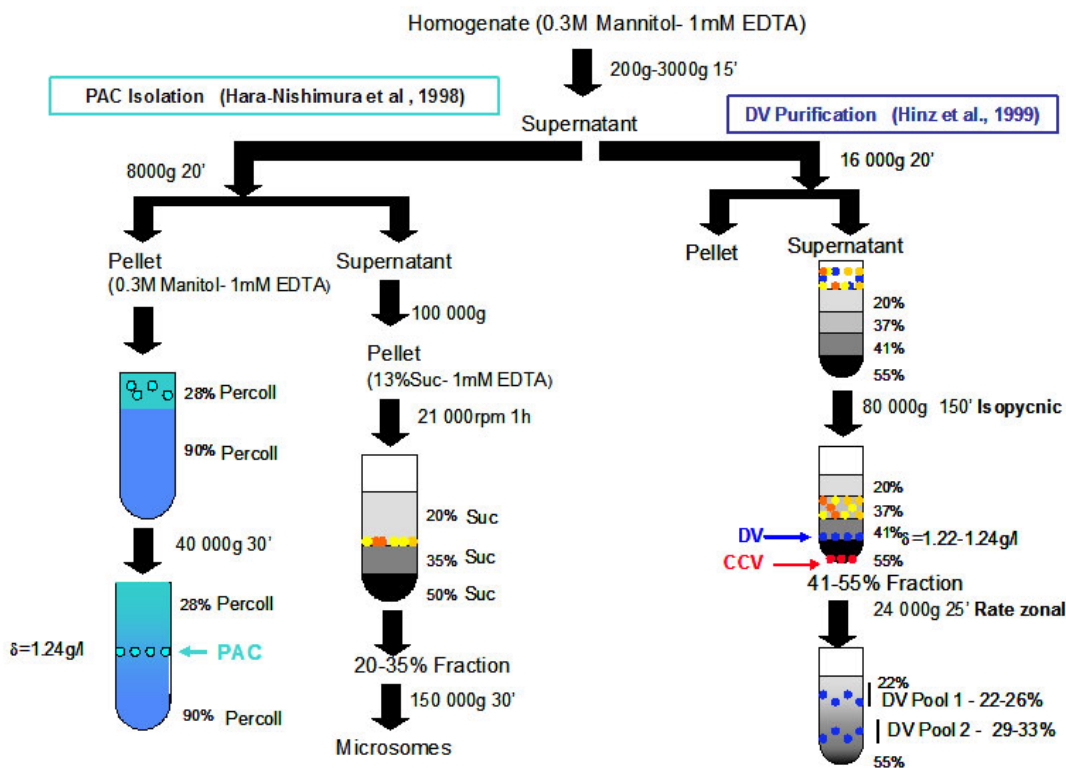 Homogenate (0.3M Mannitol- 1mM EDTA)
200g-3000g 15'
PAC Isolation (Hara-Nishimura et al , 1998)
DV Purification (Hinz et al., 1999)
Supernatant
8000g 20'
16 000g 20'
Pellet
(0.3M Manitol- 1mM EDTA)
Supernatant
Pellet
Supernatant
100 000g
20%
37%
41%
55%
Pellet
(13%Suc- 1mM EDTA)
28% Percoll
90% Percoll
21 000rpm 1h
80 000g 150' Isopycnic
20% Suc
35% Suc
50% Suc
20%
37%
41%
DV
δ=1.22-1.24g/l
CCV
55%
40 000g 30'
41-55% Fraction
28% Percoll
24 000g 25' Rate zonal
δ=1.24g/l
PAC
90% Percoll
20-35% Fraction
150 000g 30'
Microsomes
22%
DV Pool 1 - 22-26%
DV Pool 2 - 29-33%
55%